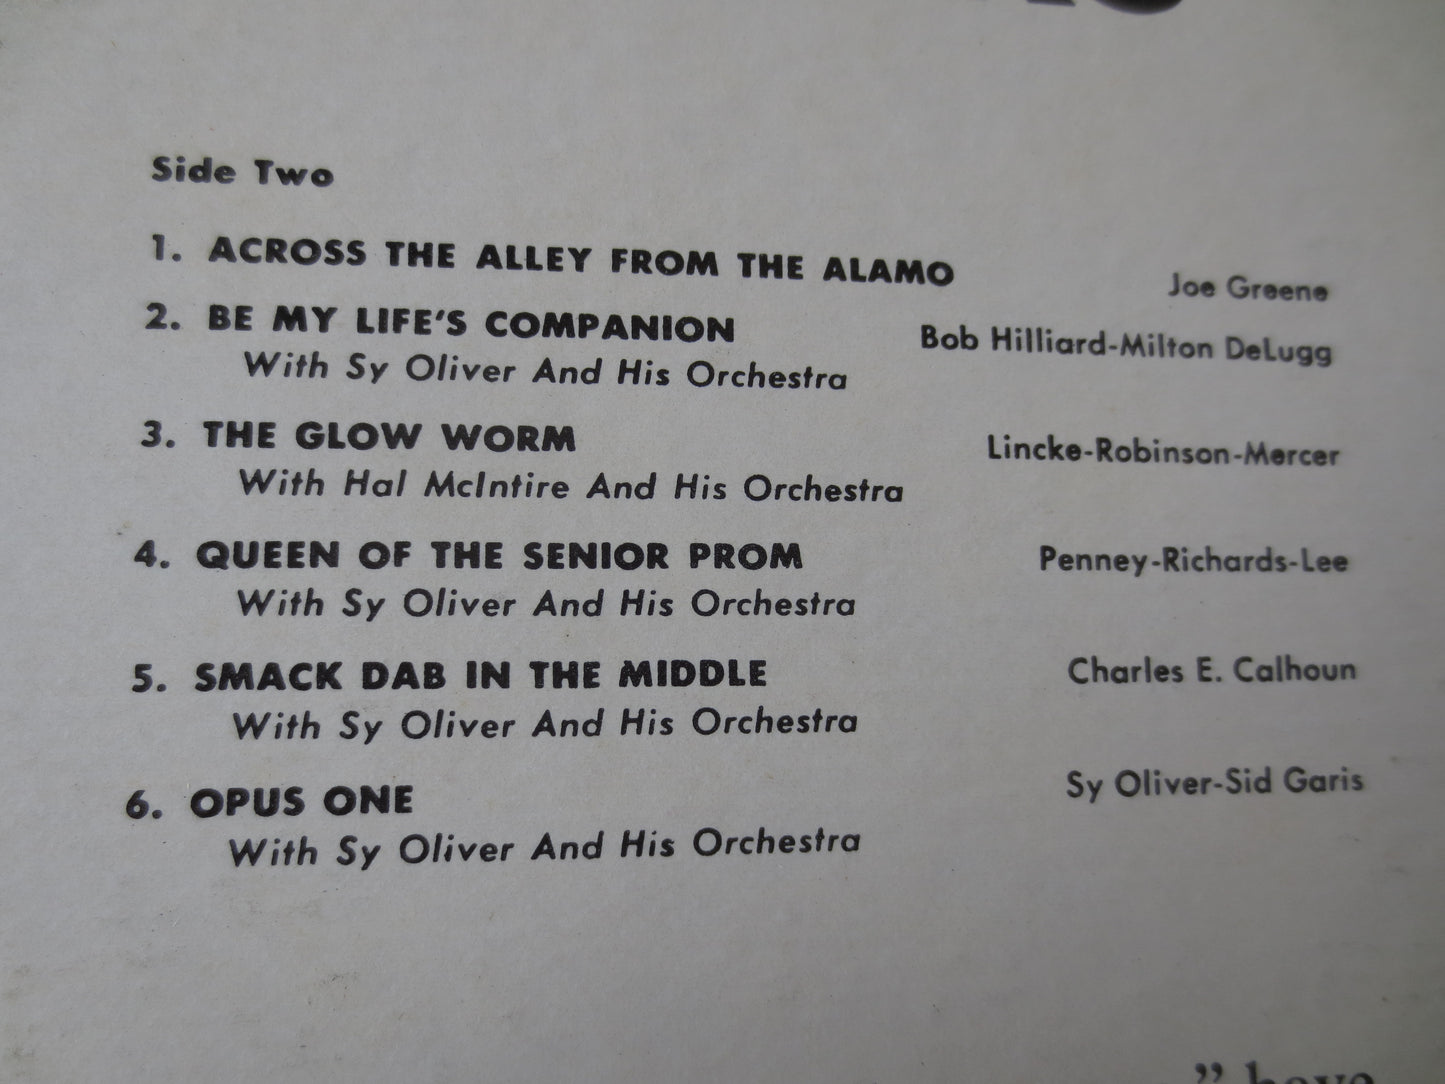 Side Two
1. ACROSS THE ALLEY FROM THE ALAMO Joe Greene
2. BE MY LIFE'S COMPANION Bob Hilliard-Milton DeLugg
With Sy Oliver And His Orchestra
3. THE GLOW WORM Lincke-Robinson-Mercer
With Hal McIntire And His Orchestra
4. QUEEN OF THE SENIOR PROM Penney-Richards-Lee
With Sy Oliver And His Orchestra
5. SMACK DAB IN THE MIDDLE Charles E. Calhoun
With Sy Oliver And His Orchestra
6. OPUS ONE Sy Oliver-Sid Garis
With Sy Oliver And His Orchestra